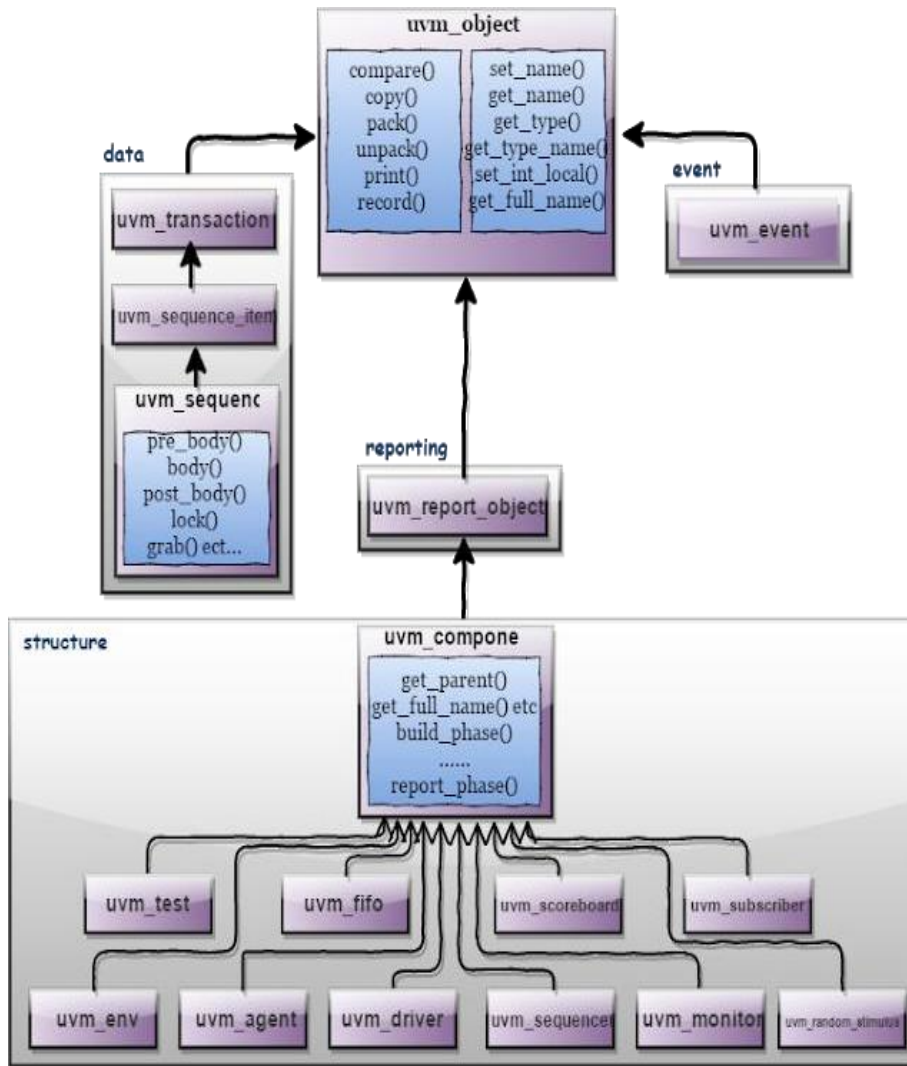 uvm_object
compare()
copy()
pack()
unpack()
print()
record()
set_name()
get_name()
get_type()
get_type_name()
set_int_local()
get_full_name()
data
uvm_transaction
uvm_sequence_item
uvm_sequenc
pre_body()
body()
post_body()
lock()
grab() ect...
event
uvm_event
reporting
uvm_report_object
structure
uvm_compone
get_parent()
get_full_name() etc
build_phase()
......
report_phase()
uvm_test
uvm_fifo
uvm_scoreboard
uvm_subscriber
uvm_env
uvm_agent
uvm_driver
uvm_sequencer
uvm_monitor
uvm_random_stimulus